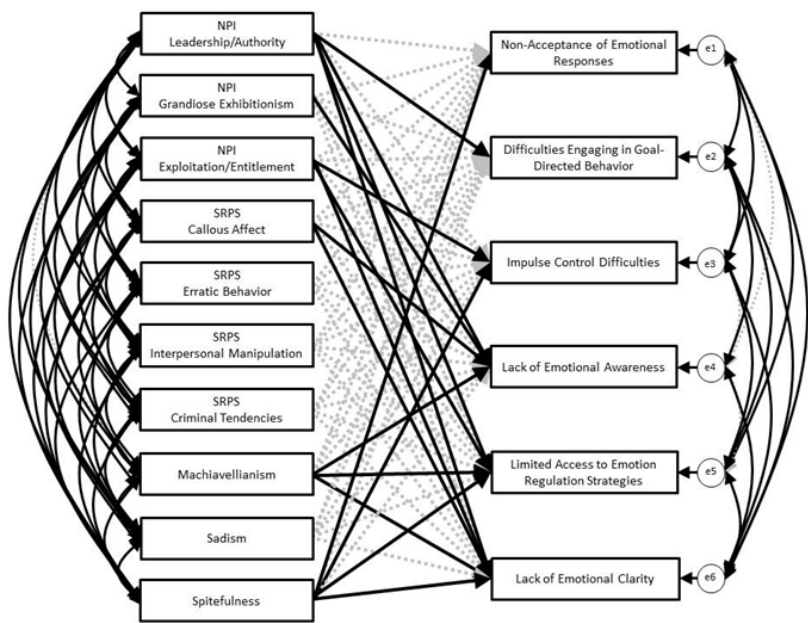 NPI
Leadership/Authority
NPI
Grandiose Exhibitionism
NPI
Exploitation/Entitlement
SRPS
Callous Affect
SRPS
Erratic Behavior
SRPS
Interpersonal Manipulation
SRPS
Criminal Tendencies
Machiavellianism
Sadism
Spitefulness
Non-Acceptance of Emotional
Responses
Difficulties Engaging in Goal-
Directed Behavior
Impulse Control Difficulties
Lack of Emotional Awareness
Limited Access to Emotion
Regulation Strategies
Lack of Emotional Clarity
e1
e2
e3
e4
e5
e6